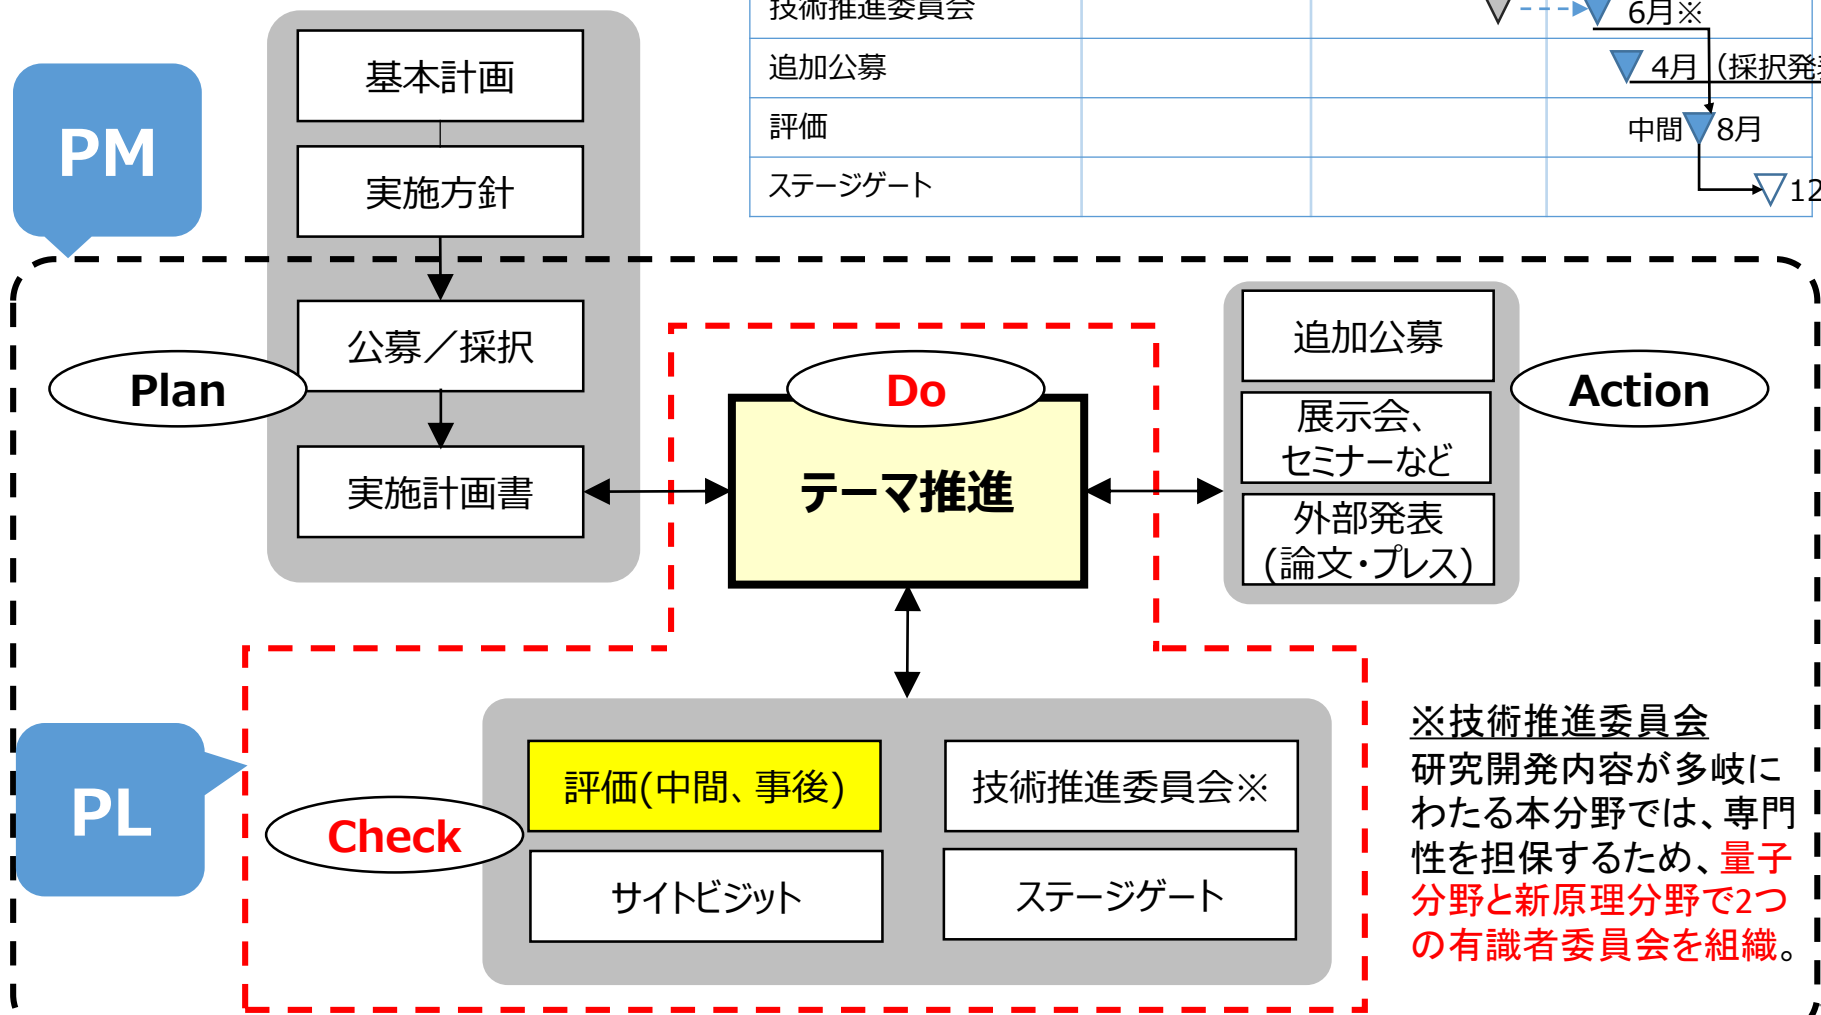 技術推進委員会
6月※
追加公募
4月（採択発表
評価
中間 8月
ステージゲート
12
PM
基本計画
実施方針
公募／採択
実施計画書
Plan
Do
テーマ推進
追加公募
展示会、
セミナーなど
外部発表
(論文・プレス)
Action
PL
Check
評価(中間、事後)
技術推進委員会※
サイトビジット
ステージゲート
※技術推進委員会
研究開発内容が多岐に
わたる本分野では、専門
性を担保するため、量子
分野と新原理分野で2つ
の有識者委員会を組織。